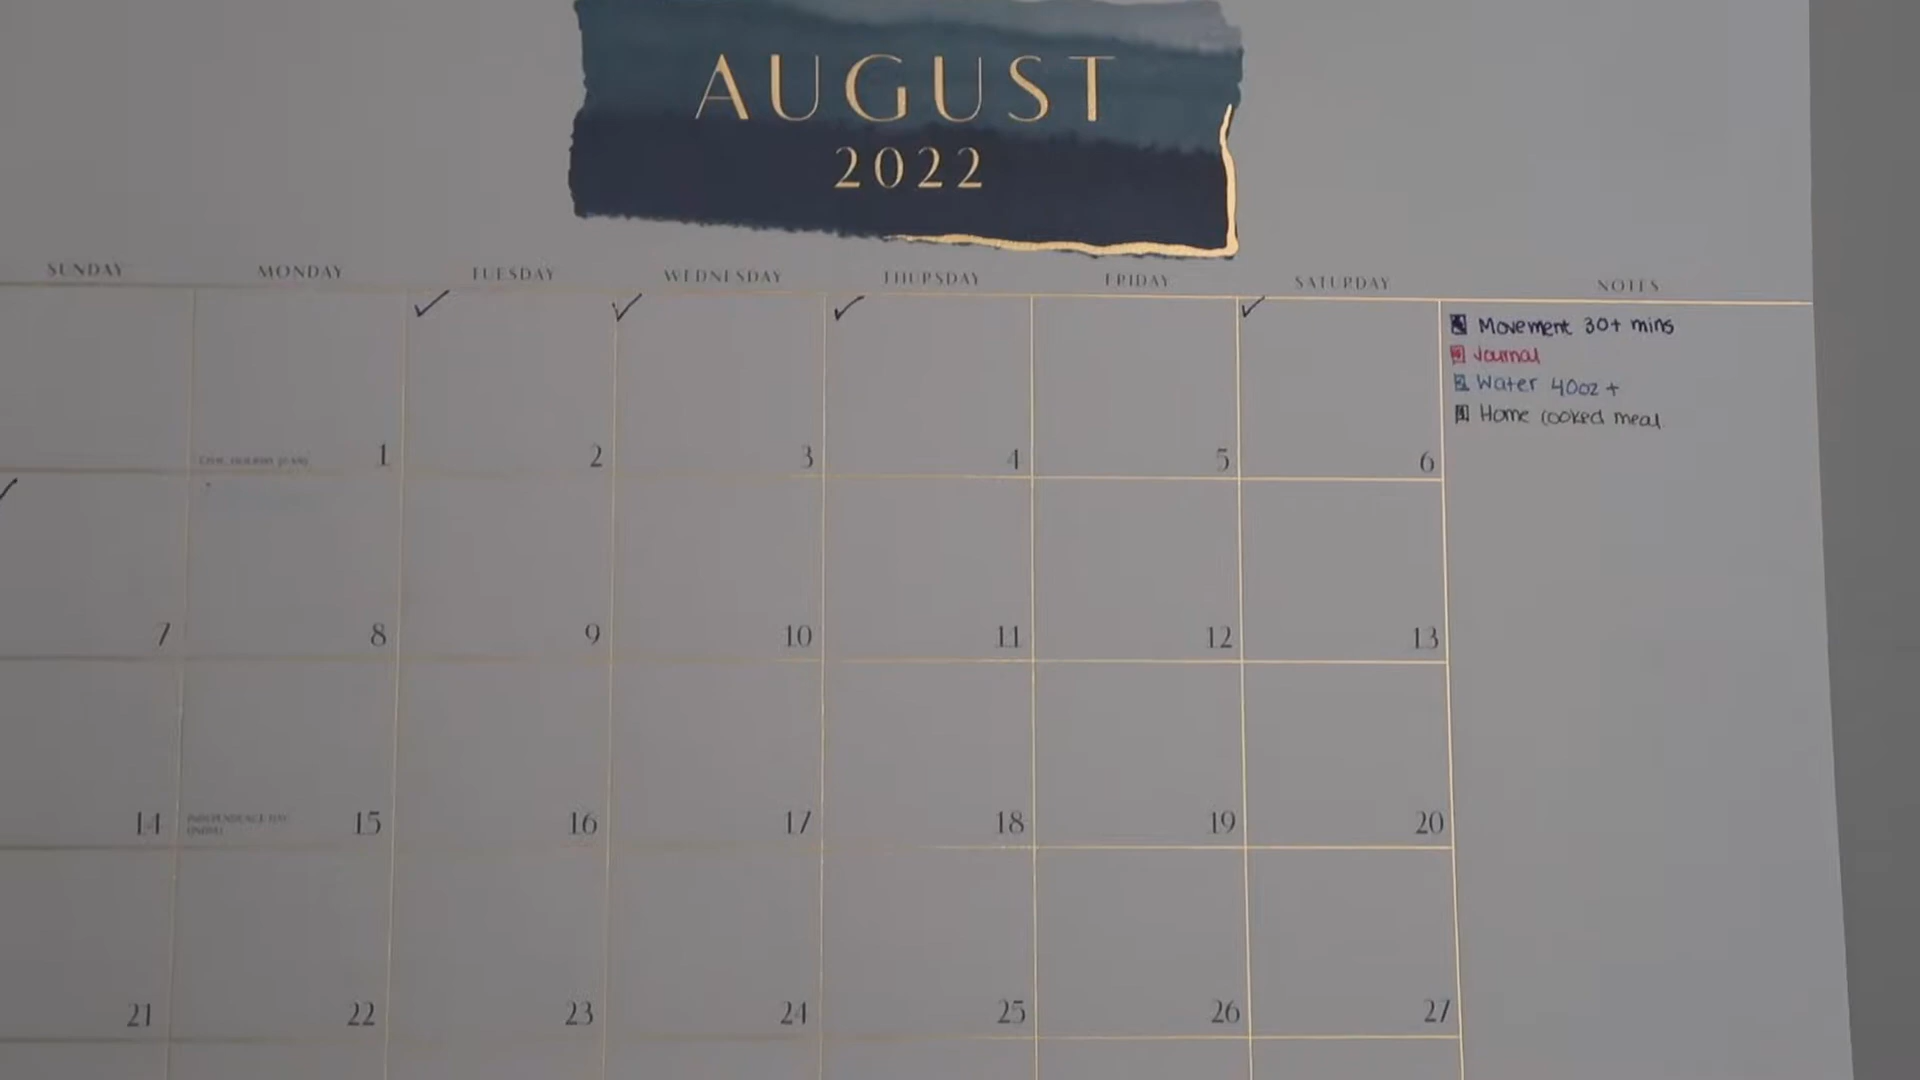 AUGUST
2022
SUNDAY MONDAY TUESDAY WEDNESDAY THURSDAY FRIDAY SATURDAY NOTES
Movement 30+ mins
Journal
Water 40oz +
Home cooked meal
1 2 3 4 5 6
7 8 9 10 11 12 13
INDEPENDENCE DAY
14 15 16 17 18 19 20
21 22 23 24 25 26 27